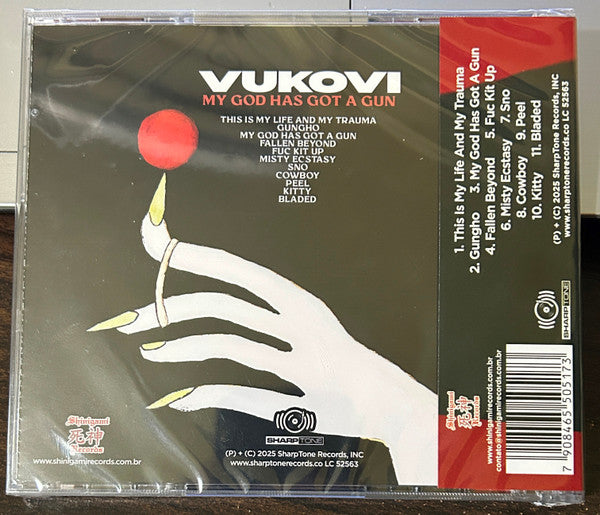 VUKOVI
MY GOD HAS GOT A GUN
THIS IS MY LIFE AND MY TRAUMA
GUNGHO
MY GOD HAS GOT A GUN
FALLEN BEYOND
FUC KIT UP
MISTY ECSTASY
SNO
COWBOY
PEEL
KITTY
BLADED
Shinigami
死神
Records
www.shinigamirecords.com.br
SHARPTONE
(P) + (C) 2025 SharpTone Records, INC
www.sharptonerecords.co LC 52563
1. This Is My Life And My Trauma
2. Gungho 3. My God Has Got A Gun
4. Fallen Beyond 5. Fuc Kit Up
6. Misty Ecstasy 7. Sno
8. Cowboy 9. Peel
10. Kitty 11. Bladed
(P) + (C) 2025 SharpTone Records, INC
www.sharptonerecords.co LC 52563
SHARPTONE
Shinigami
死神
Records
www.shinigamirecords.com.br
contato@shinigamirecords.com.br
7 908465 505173